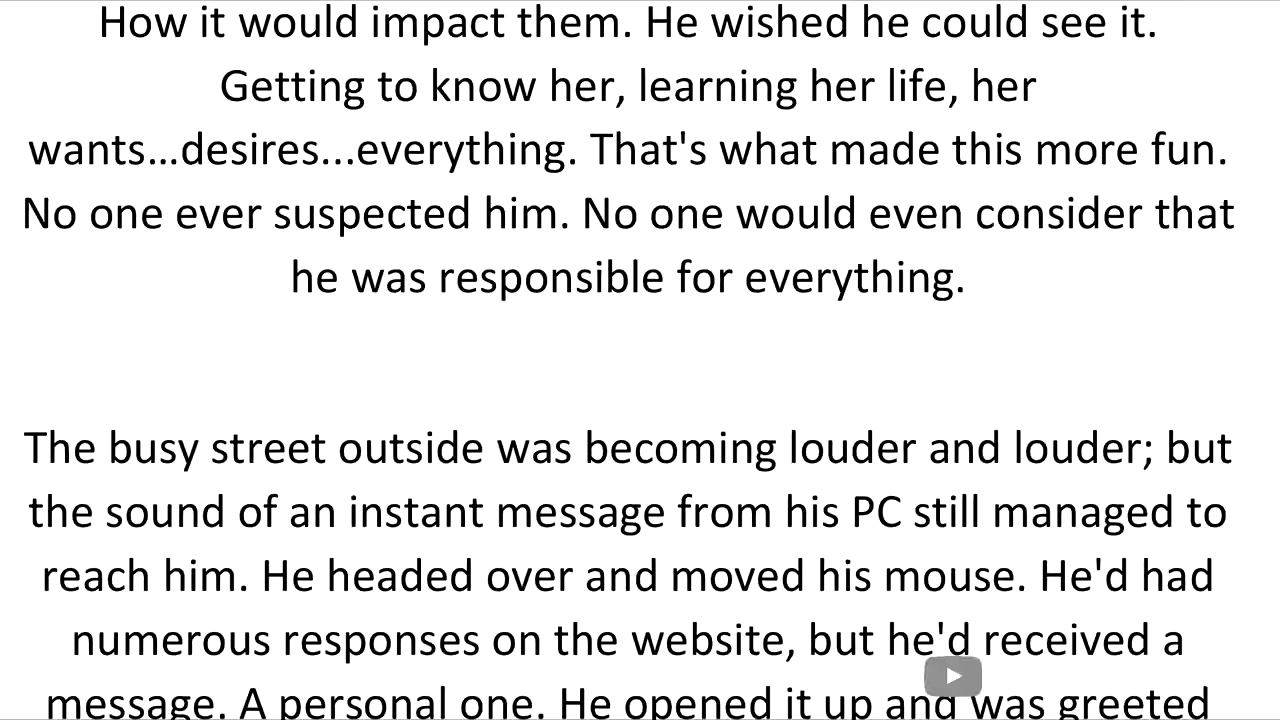 How it would impact them. He wished he could see it.
Getting to know her, learning her life, her
wants...desires...everything. That's what made this more fun.
No one ever suspected him. No one would even consider that
he was responsible for everything.
The busy street outside was becoming louder and louder; but
the sound of an instant message from his PC still managed to
reach him. He headed over and moved his mouse. He'd had
numerous responses on the website, but he'd received a
message. A personal one. He opened it up and was greeted